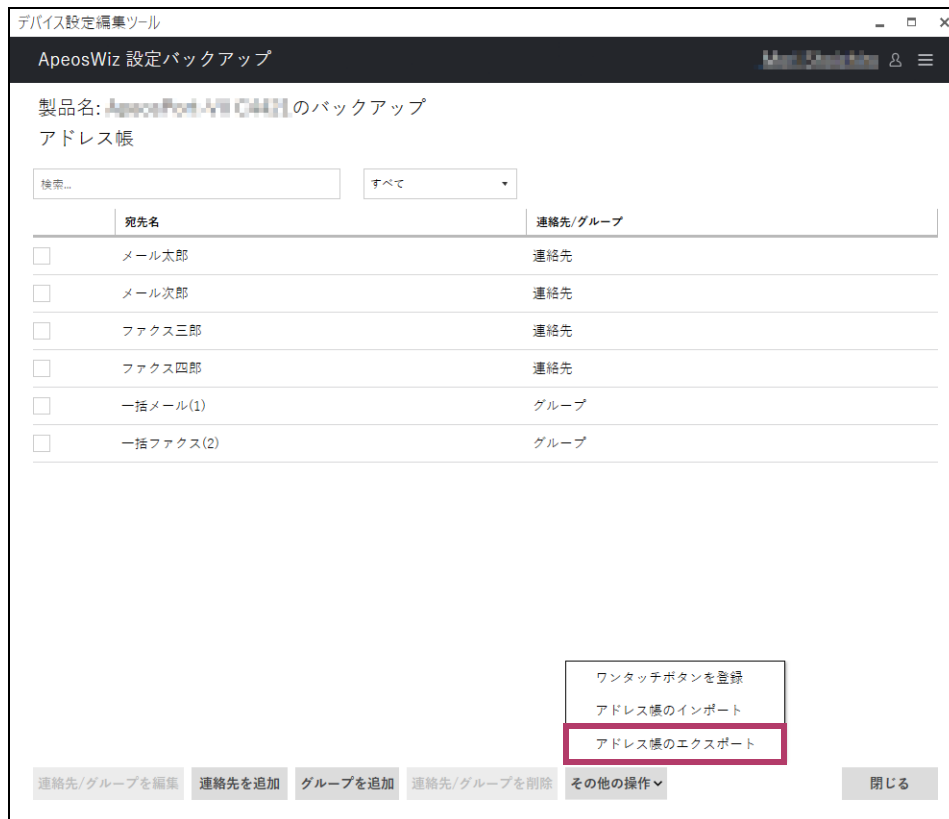 デバイス設定編集ツール
ApeosWiz 設定バックアップ
製品名: のバックアップ
アドレス帳
検索... すべて
宛先名 連絡先/グループ
メール太郎 連絡先
メール次郎 連絡先
ファクス三郎 連絡先
ファクス四郎 連絡先
一括メール(1) グループ
一括ファクス(2) グループ
ワンタッチボタンを登録
アドレス帳のインポート
アドレス帳のエクスポート
連絡先/グループを編集 連絡先を追加 グループを追加 連絡先/グループを削除 その他の操作 閉じる